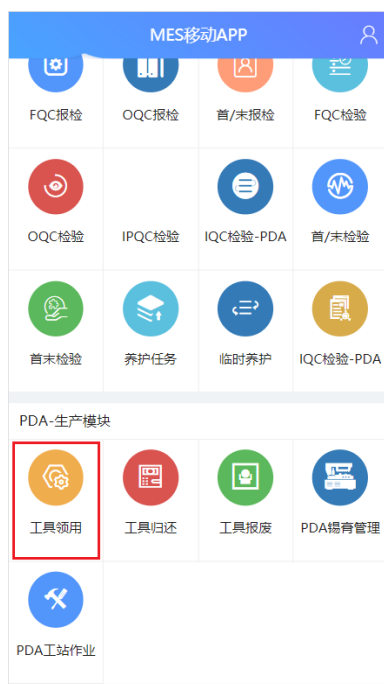 MES移动APP
FQC报检 OQC报检 首/末报检 FQC检验
OQC检验 IPQC检验 IQC检验-PDA 首/末检验
首末检验 养护任务 临时养护 IQC检验-PDA
PDA-生产模块
工具领用 工具归还 工具报废 PDA锡膏管理
PDA工站作业